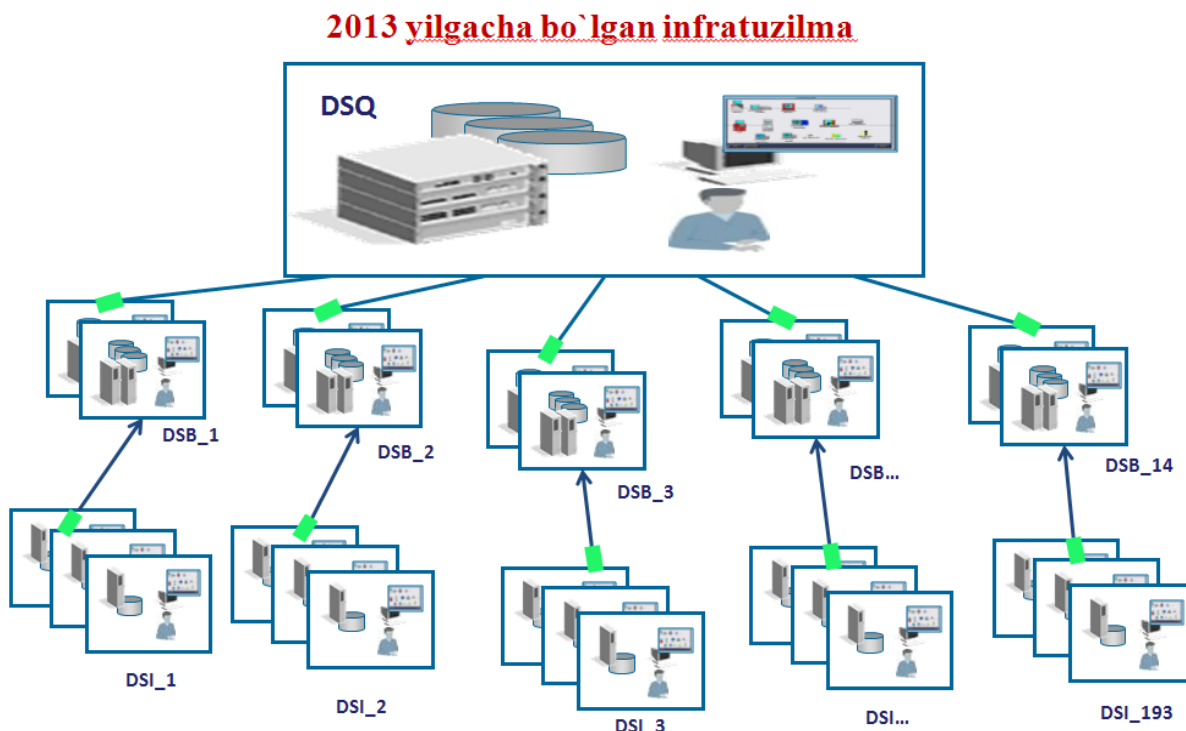 2013 yilgacha bo`lgan infratuzilma
DSQ
DSB_1
DSB_2
DSB_3
DSB...
DSB_14
DSI_1
DSI_2
DSI_3
DSI...
DSI_193